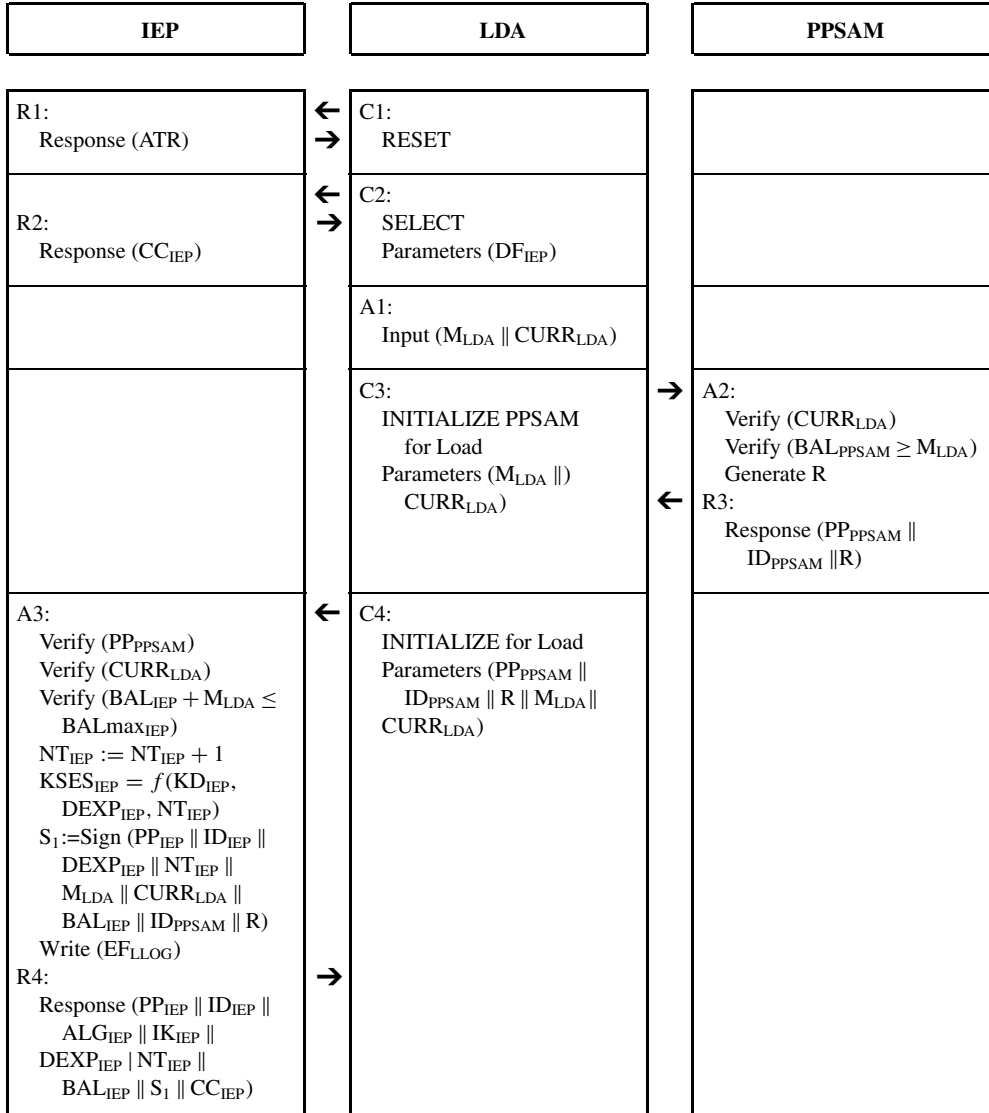 IEP
LDA
PPSAM
R1:
Response (ATR)
← C1:
→ RESET
R2:
Response (CC_IEP)
← C2:
→ SELECT
Parameters (DF_IEP)
A1:
Input (M_LDA ∥ CURR_LDA)
C3:
INITIALIZE PPSAM
for Load
Parameters (M_LDA ∥)
CURR_LDA)
→ A2:
Verify (CURR_LDA)
Verify (BAL_PPSAM ≥ M_LDA)
Generate R
← R3:
Response (PP_PPSAM ∥
ID_PPSAM ∥R)
A3:
Verify (PP_PPSAM)
Verify (CURR_LDA)
Verify (BAL_IEP + M_LDA ≤
BALmax_IEP)
NT_IEP := NT_IEP + 1
KSES_IEP = f(KD_IEP,
DEXP_IEP, NT_IEP)
S_1:=Sign (PP_IEP ∥ ID_IEP ∥
DEXP_IEP ∥ NT_IEP ∥
M_LDA ∥ CURR_LDA ∥
BAL_IEP ∥ ID_PPSAM ∥ R)
Write (EF_LLOG)
R4:
Response (PP_IEP ∥ ID_IEP ∥
ALG_IEP ∥ IK_IEP ∥
DEXP_IEP | NT_IEP ∥
BAL_IEP ∥ S_1 ∥ CC_IEP)
← C4:
INITIALIZE for Load
Parameters (PP_PPSAM ∥
ID_PPSAM ∥ R ∥ M_LDA∥
CURR_LDA)
→